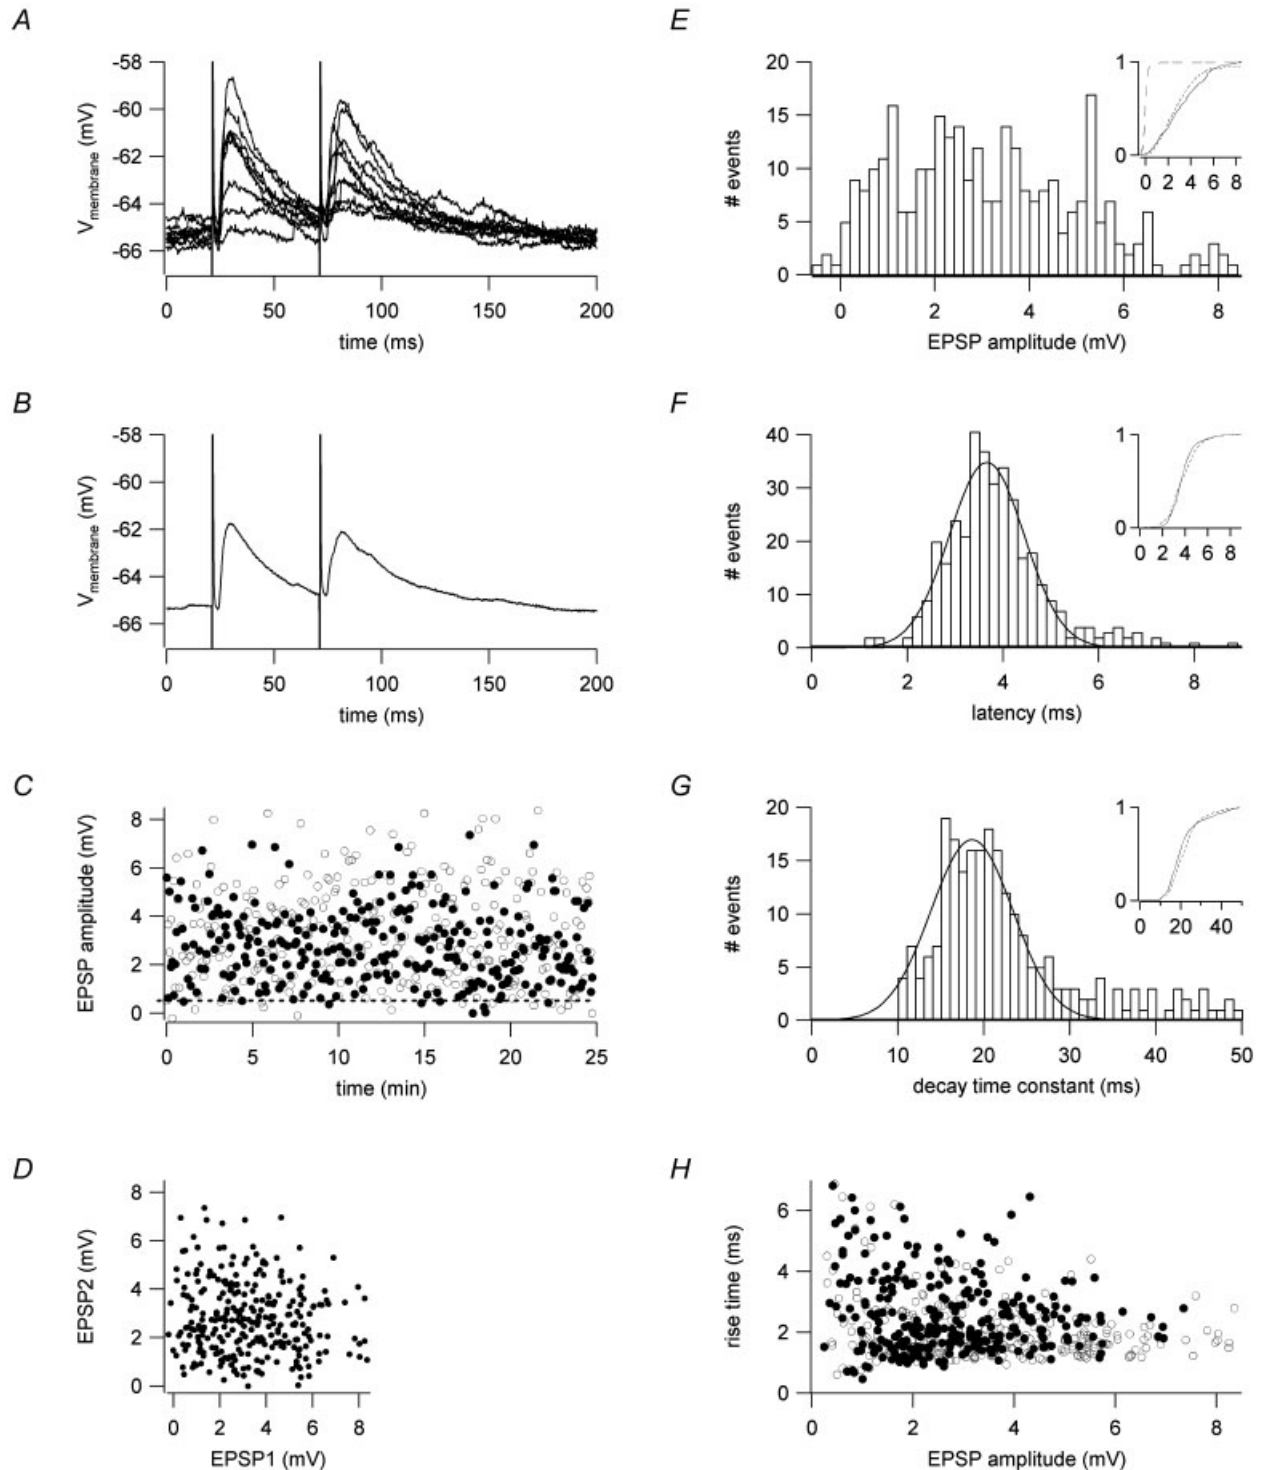 A
-58
-60
-62
-64
-66
V membrane (mV)
0 50 100 150 200
time (ms)
B
-58
-60
-62
-64
-66
V membrane (mV)
0 50 100 150 200
time (ms)
C
8
6
4
2
0
EPSP amplitude (mV)
0 5 10 15 20 25
time (min)
D
8
6
4
2
0
EPSP2 (mV)
0 2 4 6 8
EPSP1 (mV)
E
20
15
10
5
0
# events
0 2 4 6 8
EPSP amplitude (mV)
1
0
0 2 4 6 8
F
40
30
20
10
0
# events
0 2 4 6 8
latency (ms)
1
0
0 2 4 6 8
G
20
15
10
5
0
# events
0 10 20 30 40 50
decay time constant (ms)
1
0
0 20 40
H
6
4
2
0
rise time (ms)
0 2 4 6 8
EPSP amplitude (mV)